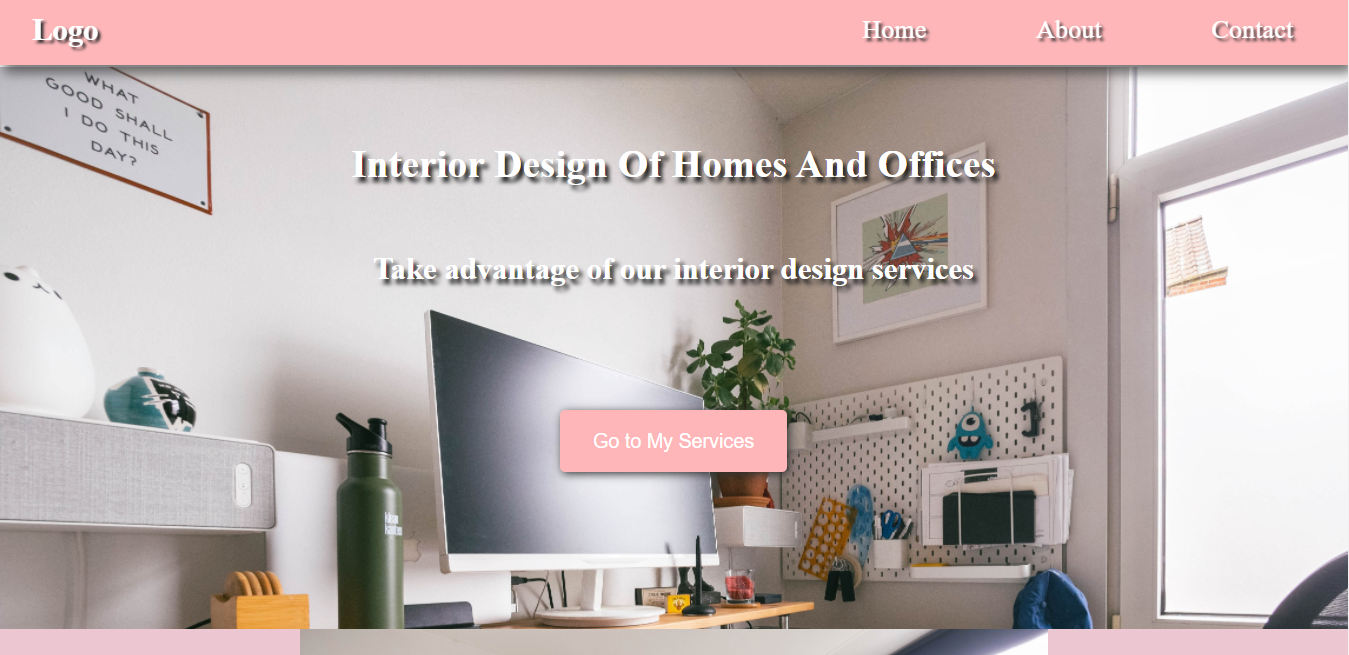 Logo
Home About Contact
WHAT
GOOD SHALL
I DO THIS
DAY?
Interior Design Of Homes And Offices
Take advantage of our interior design services
Go to My Services